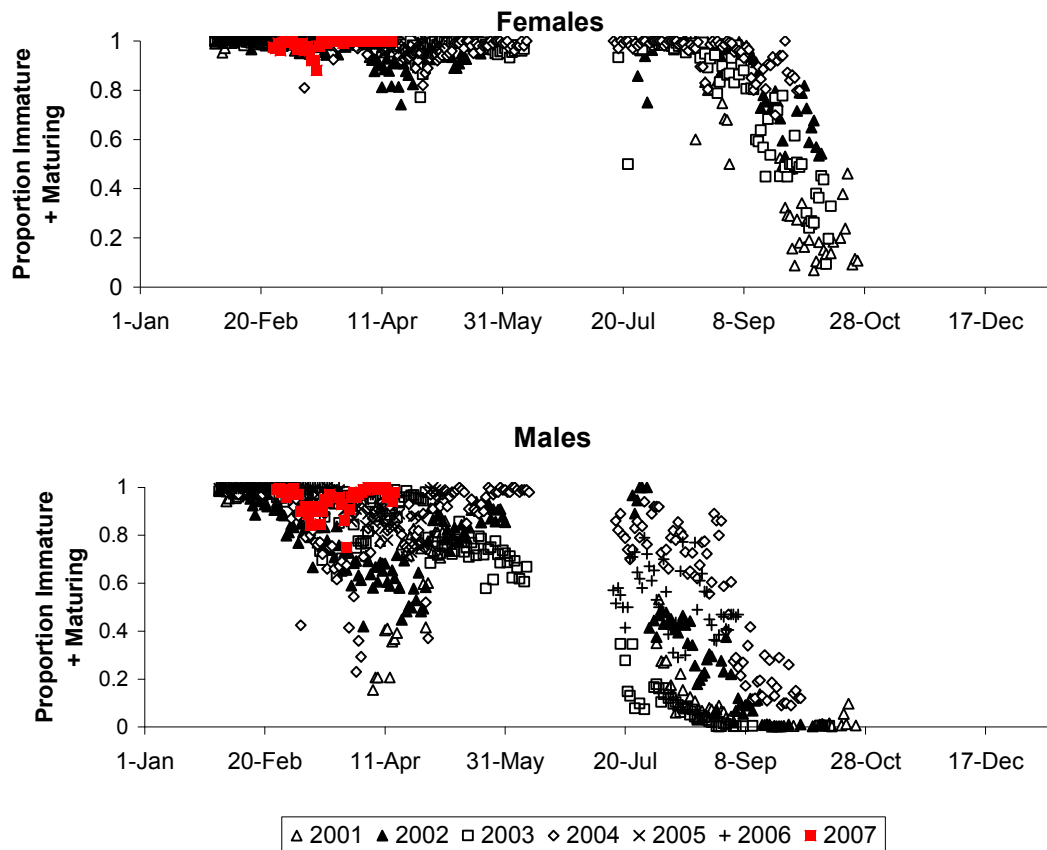 Females
Proportion Immature
+ Maturing
1
0.8
0.6
0.4
0.2
0
1-Jan 20-Feb 11-Apr 31-May 20-Jul 8-Sep 28-Oct 17-Dec
Males
Proportion Immature
+ Maturing
1
0.8
0.6
0.4
0.2
0
1-Jan 20-Feb 11-Apr 31-May 20-Jul 8-Sep 28-Oct 17-Dec
2001 2002 2003 2004 2005 2006 2007